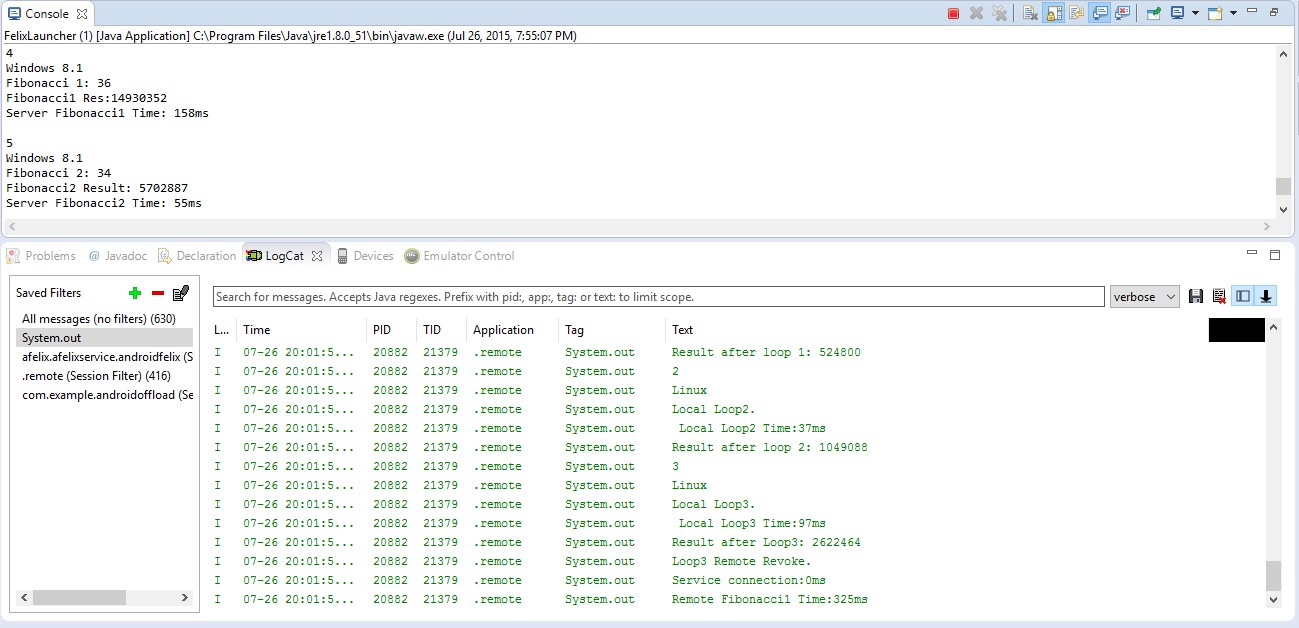 Console
FelixLauncher (1) [Java Application] C:\Program Files\Java\jre1.8.0_51\bin\javaw.exe (Jul 26, 2015, 7:55:07 PM)
4
Windows 8.1
Fibonacci 1: 36
Fibonacci1 Res:14930352
Server Fibonacci1 Time: 158ms
5
Windows 8.1
Fibonacci 2: 34
Fibonacci2 Result: 5702887
Server Fibonacci2 Time: 55ms
Problems @ Javadoc Declaration LogCat Devices Emulator Control
Saved Filters
All messages (no filters) (630)
System.out
afelix.afelixservice.androidfelix (S
.remote (Session Filter) (416)
com.example.androidoffload (Se
Search for messages. Accepts Java regexes. Prefix with pid:, app:, tag: or text: to limit scope.
verbose
L... Time PID TID Application Tag Text
I 07-26 20:01:5... 20882 21379 .remote System.out Result after loop 1: 524800
I 07-26 20:01:5... 20882 21379 .remote System.out 2
I 07-26 20:01:5... 20882 21379 .remote System.out Linux
I 07-26 20:01:5... 20882 21379 .remote System.out Local Loop2.
I 07-26 20:01:5... 20882 21379 .remote System.out Local Loop2 Time:37ms
I 07-26 20:01:5... 20882 21379 .remote System.out Result after loop 2: 1049088
I 07-26 20:01:5... 20882 21379 .remote System.out 3
I 07-26 20:01:5... 20882 21379 .remote System.out Linux
I 07-26 20:01:5... 20882 21379 .remote System.out Local Loop3.
I 07-26 20:01:5... 20882 21379 .remote System.out Local Loop3 Time:97ms
I 07-26 20:01:5... 20882 21379 .remote System.out Result after Loop3: 2622464
I 07-26 20:01:5... 20882 21379 .remote System.out Loop3 Remote Revoke.
I 07-26 20:01:5... 20882 21379 .remote System.out Service connection:0ms
I 07-26 20:01:5... 20882 21379 .remote System.out Remote Fibonacci1 Time:325ms